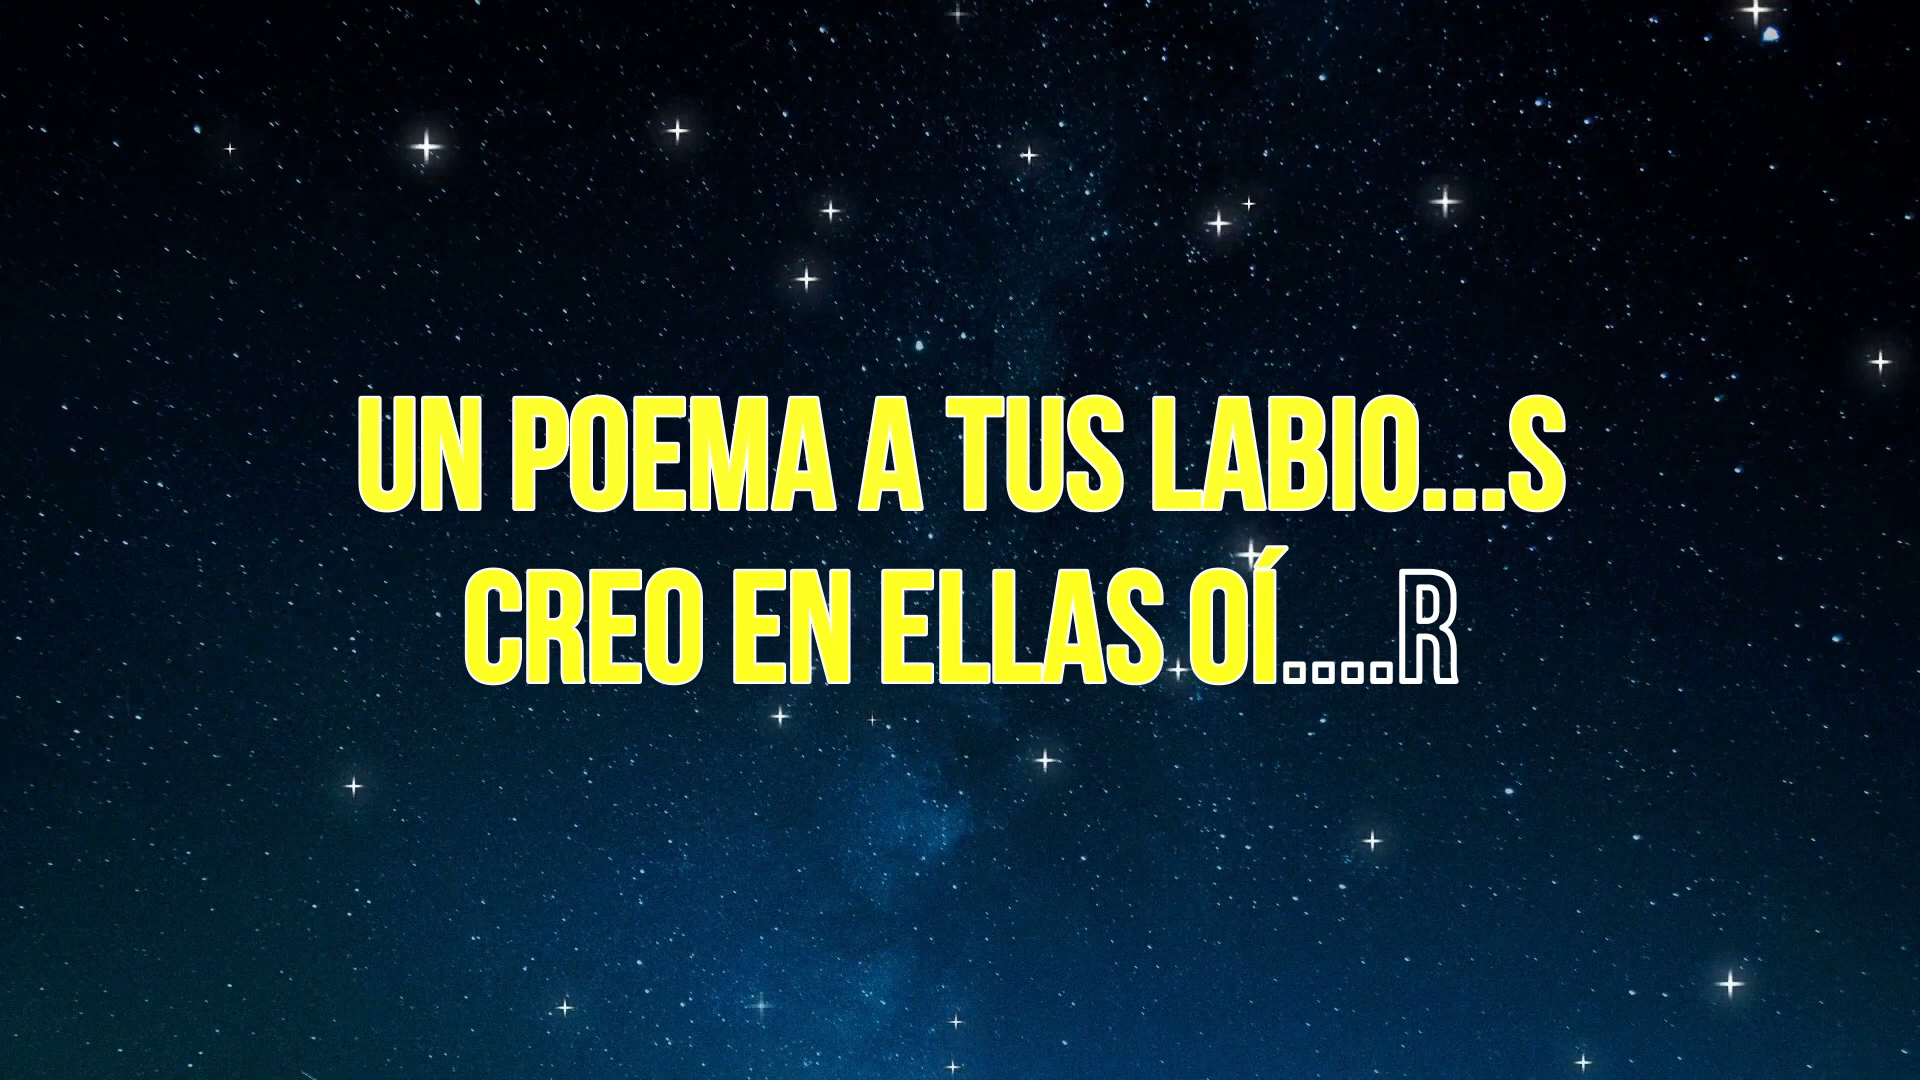 UN POEMA A TUS LABIO...S
CREO EN ELLAS OÍ....R